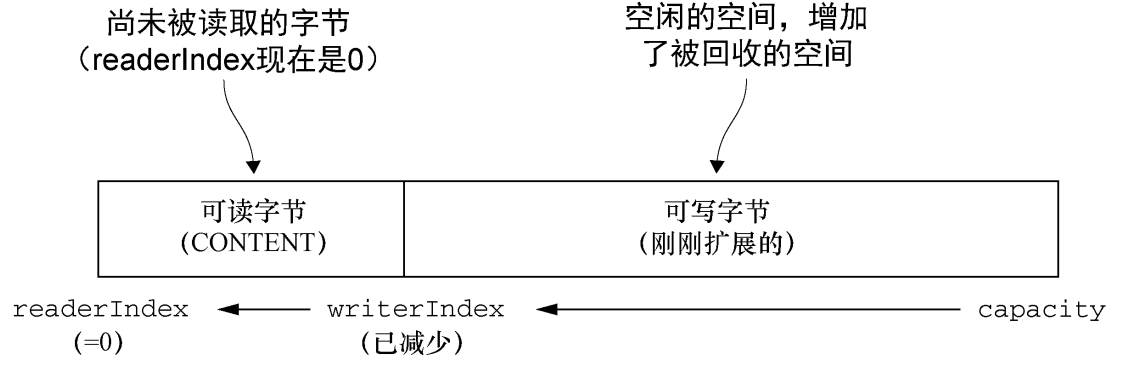 尚未被读取的字节
（readerIndex现在是0）
空闲的空间，增加
了被回收的空间
可读字节
（CONTENT）
可写字节
（刚刚扩展的）
readerIndex
(=0)
writerIndex
（已减少）
capacity